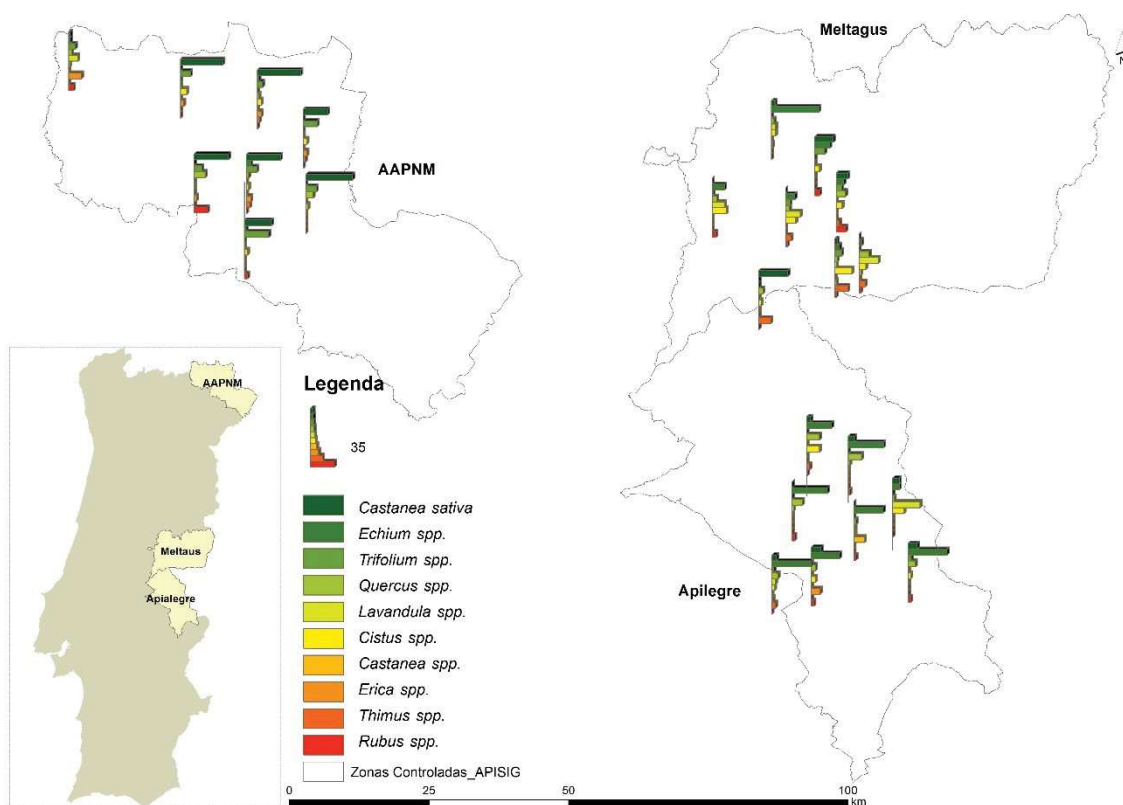 Meltagus
AAPNM
AAPNM
Meltaus
Apialegre
Legenda
35
Castanea sativa
Echium spp.
Trifolium spp.
Quercus spp.
Lavandula spp.
Cistus spp.
Castanea spp.
Erica spp.
Thimus spp.
Rubus spp.
Zonas Controladas_APISIG
Apilegre
0 25 50 100
km